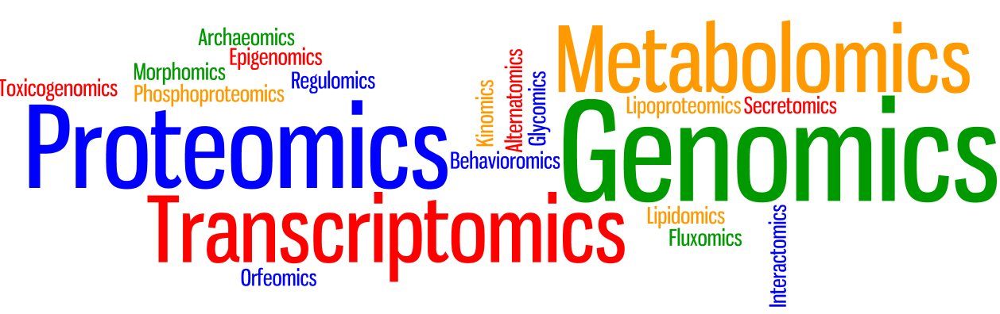 Archaeomics
Epigenomics
Morphomics
Regulomics
Toxicogenomics
Phosphoproteomics
Proteomics
Transcriptomics
Orfeomics
Kinomics
Alternatomics
Glycomics
Behavioromics
Metabolomics
Lipoproteomics
Secretomics
Genomics
Lipidomics
Fluxomics
Interactomics